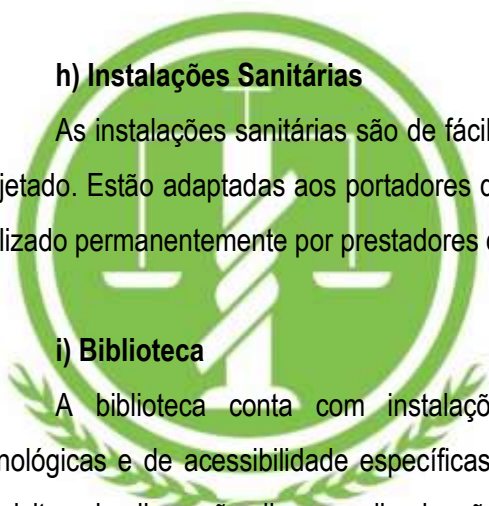 h) Instalações Sanitárias
As instalações sanitárias são de fácil
jetado. Estão adaptadas aos portadores
lizado permanentemente por prestadores
i) Biblioteca
A biblioteca conta com
nológicas e de acessibilidade específicas